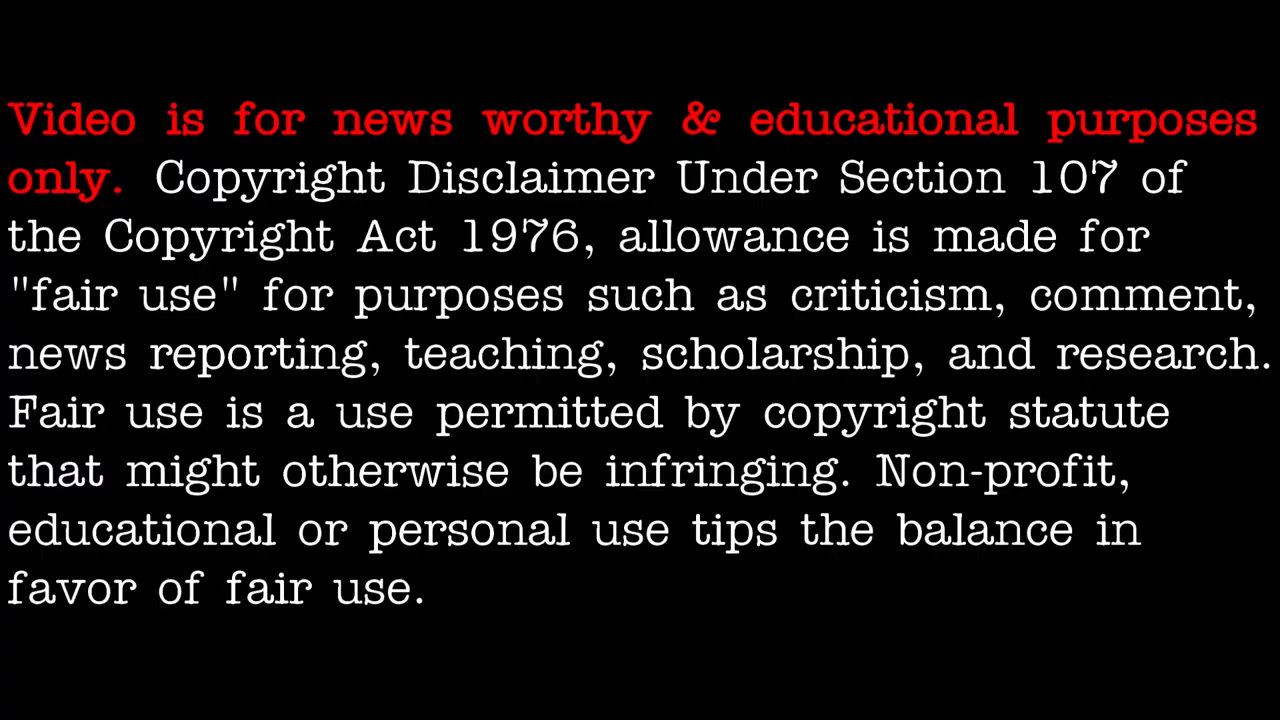 Video is for news worthy & educational purposes
only. Copyright Disclaimer Under Section 107 of
the Copyright Act 1976, allowance is made for
"fair use" for purposes such as criticism, comment,
news reporting, teaching, scholarship, and research.
Fair use is a use permitted by copyright statute
that might otherwise be infringing. Non-profit,
educational or personal use tips the balance in
favor of fair use.